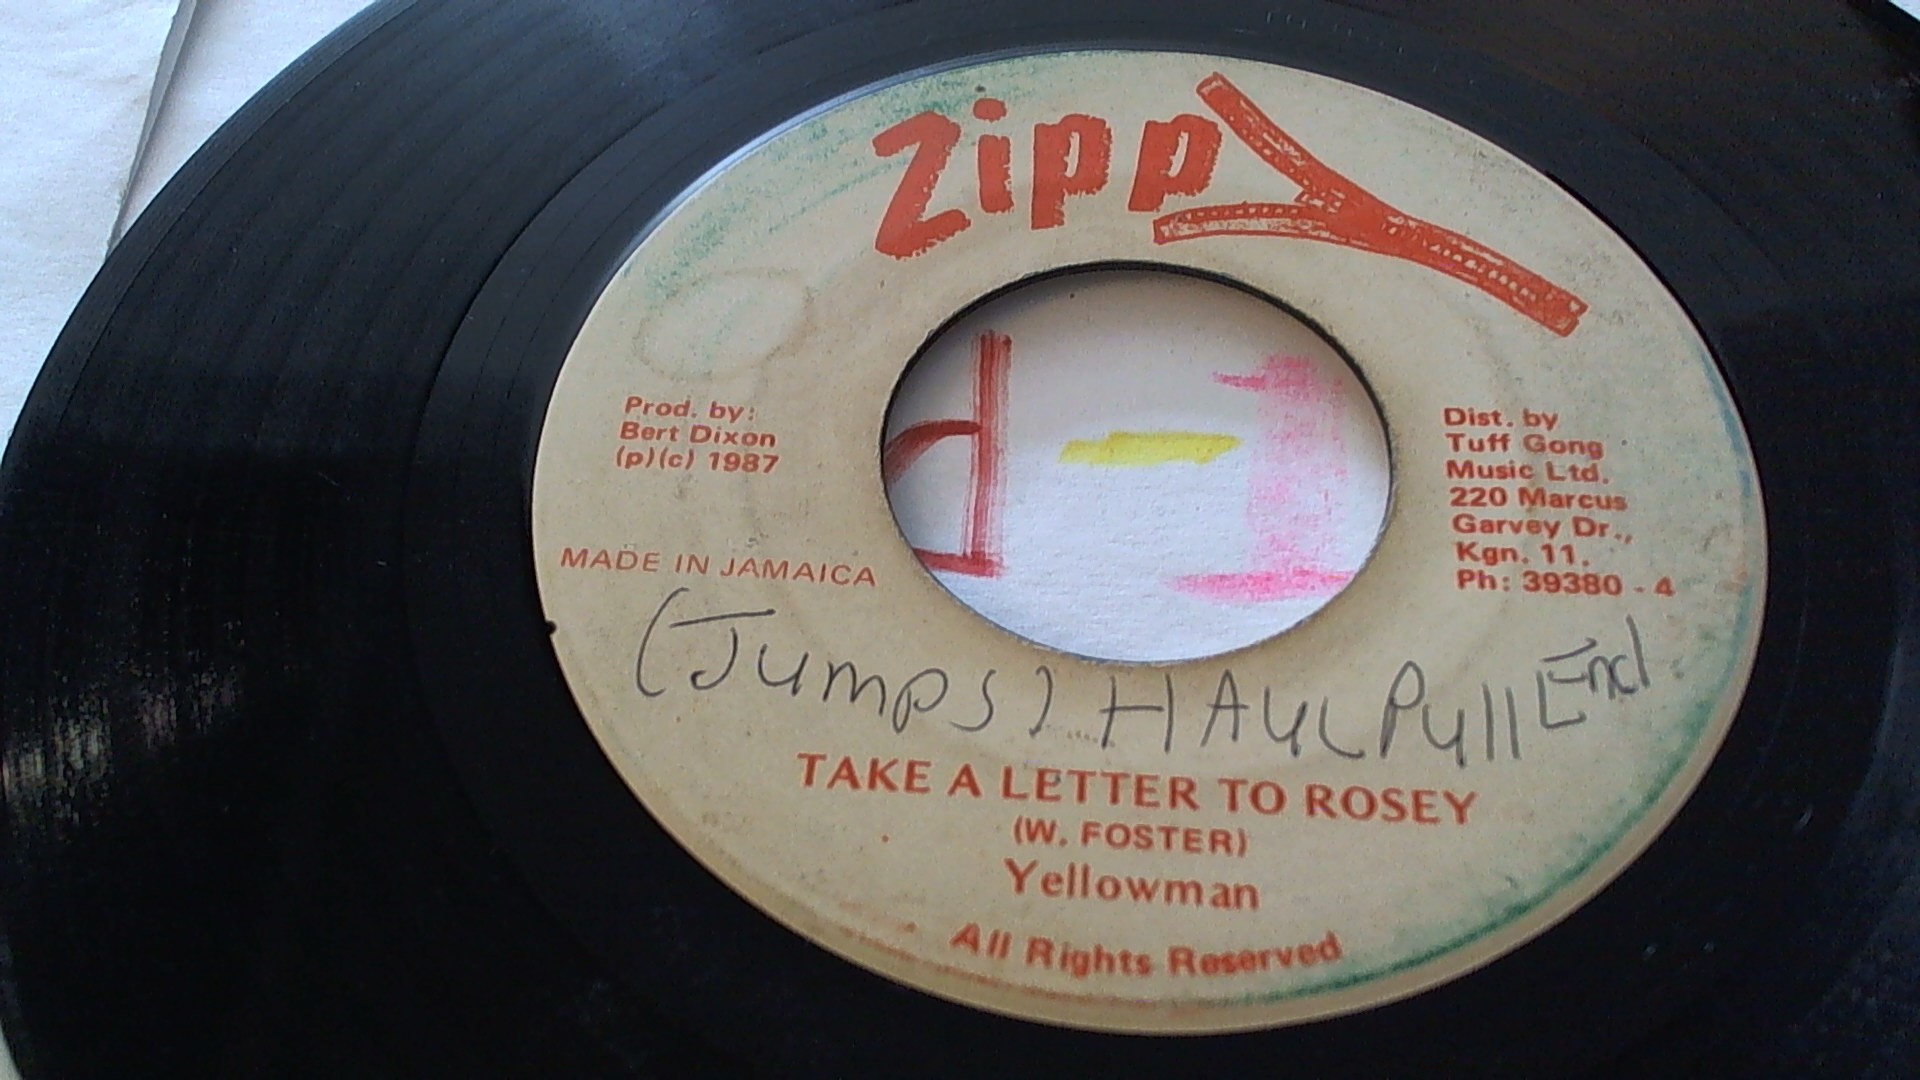 Zippy
Prod. by:
Bert Dixon
(p)(c) 1987
MADE IN JAMAICA
Dist. by
Tuff Gong
Music Ltd.
220 Marcus
Garvey Dr.,
Kgn. 11.
Ph: 39380 - 4
(Jumps) HAUL Pull End
TAKE A LETTER TO ROSEY
(W. FOSTER)
Yellowman
All Rights Reserved